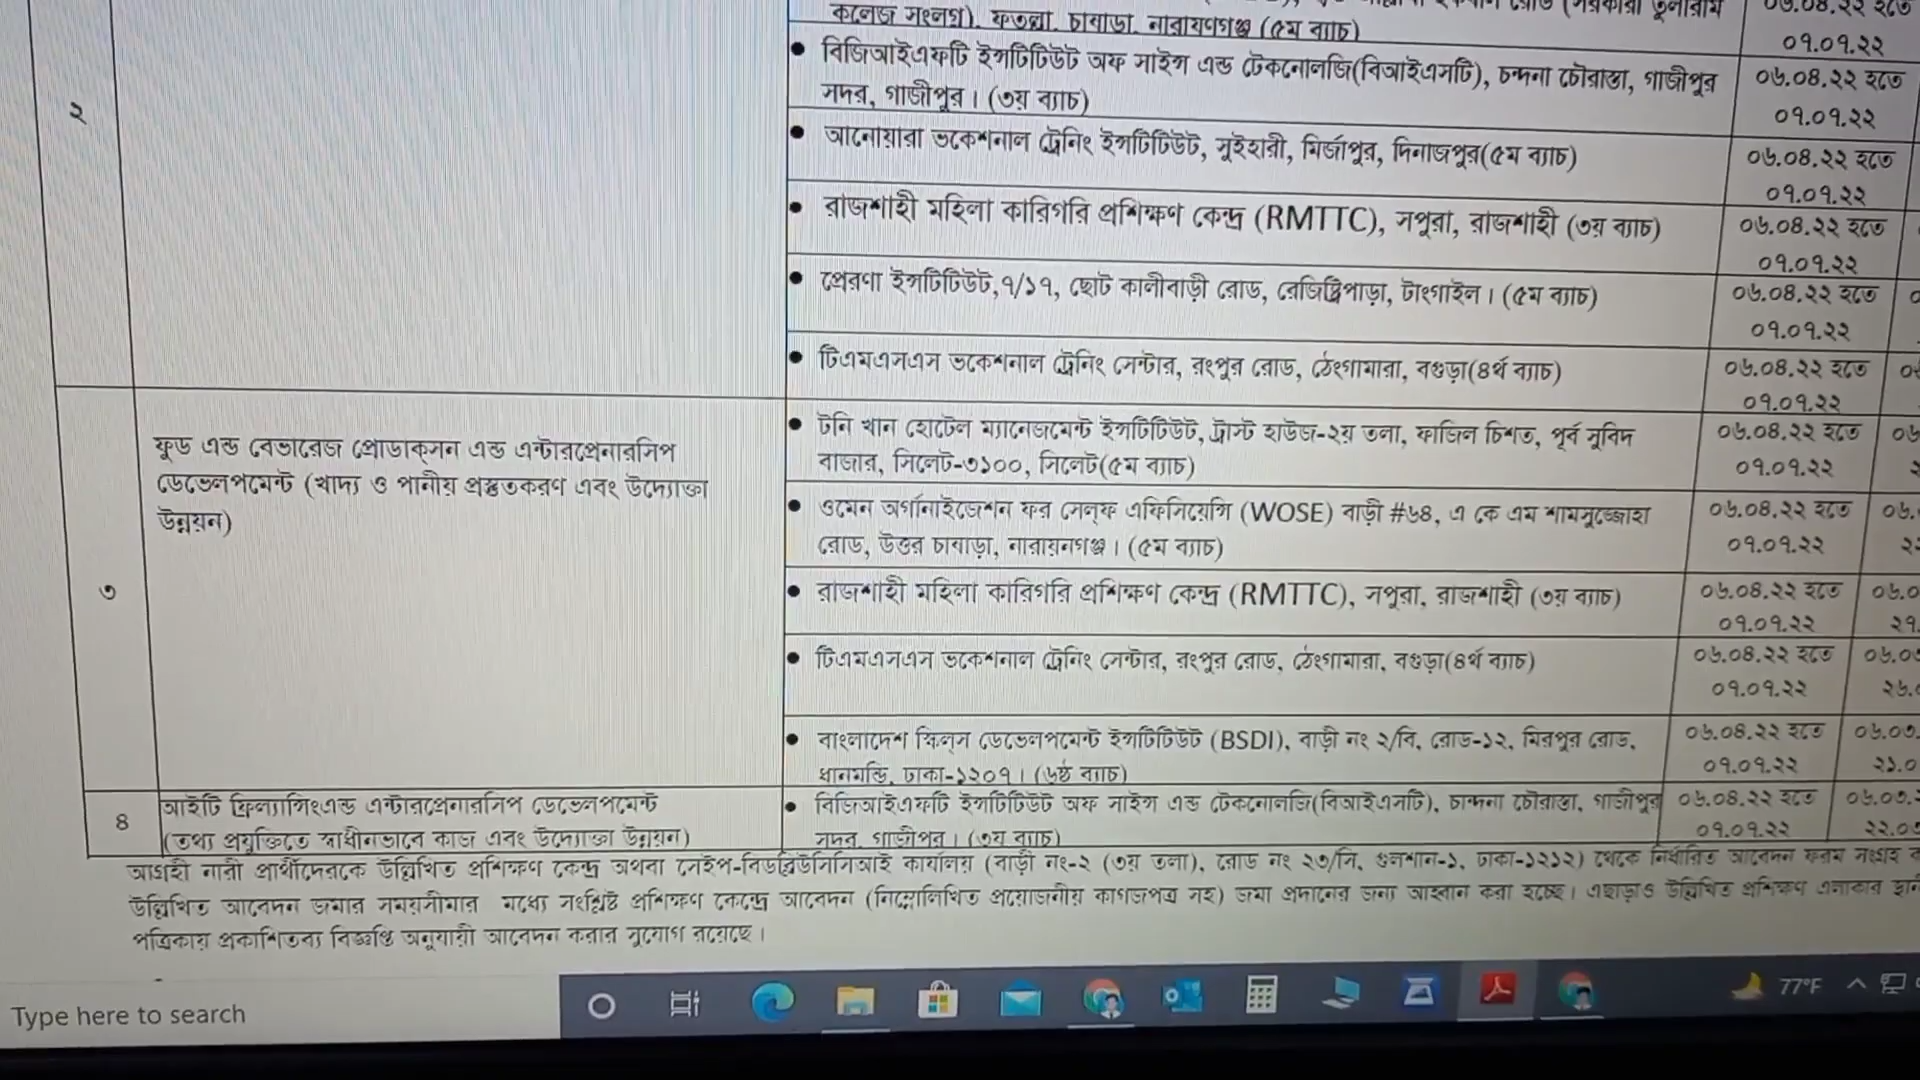 কলেজ সংলগ্ন), ফতুল্লা, চাষাড়া, নারায়ণগঞ্জ (৫ম ব্যাচ)
০৬.০৪.২২ হতে
০৭.০৭.২২
২
• বিজিআইএফটি ইন্সটিটিউট অফ সাইন্স এন্ড টেকনোলজি(বিআইএসটি), চন্দনা চৌরাস্তা, গাজীপুর
সদর, গাজীপুর। (৩য় ব্যাচ)
০৬.০৪.২২ হতে
০৭.০৭.২২
• আনোয়ারা ভকেশনাল ট্রেনিং ইন্সটিটিউট, সুইহারী, মির্জাপুর, দিনাজপুর(৫ম ব্যাচ)
০৬.০৪.২২ হতে
০৭.০৭.২২
• রাজশাহী মহিলা কারিগরি প্রশিক্ষণ কেন্দ্র (RMTTC), সপুরা, রাজশাহী (৩য় ব্যাচ)
০৬.০৪.২২ হতে
০৭.০৭.২২
• প্রেরণা ইন্সটিটিউট,৭/১৭, ছোট কালীবাড়ী রোড, রেজিষ্ট্রিপাড়া, টাংগাইল। (৫ম ব্যাচ)
০৬.০৪.২২ হতে
০৭.০৭.২২
• টিএমএসএস ভকেশনাল ট্রেনিং সেন্টার, রংপুর রোড, ঠেংগামারা, বগুড়া(৪র্থ ব্যাচ)
০৬.০৪.২২ হতে
০৭.০৭.২২
৩
ফুড এন্ড বেভারেজ প্রোডাক্সন এন্ড এন্টারপ্রেনারসিপ
ডেভেলপমেন্ট (খাদ্য ও পানীয় প্রস্তুতকরণ এবং উদ্যোক্তা
উন্নয়ন)
• টনি খান হোটেল ম্যানেজমেন্ট ইন্সটিটিউট, ট্রাস্ট হাউজ-২য় তলা, ফাজিল চিশত, পূর্ব সুবিদ
বাজার, সিলেট-৩১০০, সিলেট(৫ম ব্যাচ)
০৬.০৪.২২ হতে
০৭.০৭.২২
• ওমেন অর্গানাইজেশন ফর সেল্ফ এফিসিয়েন্সি (WOSE) বাড়ী #৬৪, এ কে এম শামসুজ্জোহা
রোড, উত্তর চাষাড়া, নারায়নগঞ্জ। (৫ম ব্যাচ)
০৬.০৪.২২ হতে
০৭.০৭.২২
• রাজশাহী মহিলা কারিগরি প্রশিক্ষণ কেন্দ্র (RMTTC), সপুরা, রাজশাহী (৩য় ব্যাচ)
০৬.০৪.২২ হতে
০৭.০৭.২২
• টিএমএসএস ভকেশনাল ট্রেনিং সেন্টার, রংপুর রোড, ঠেংগামারা, বগুড়া(৪র্থ ব্যাচ)
০৬.০৪.২২ হতে
০৭.০৭.২২
• বাংলাদেশ স্কিল্স ডেভেলপমেন্ট ইন্সটিটিউট (BSDI), বাড়ী নং ২/বি, রোড-১২, মিরপুর রোড,
ধানমন্ডি, ঢাকা-১২০৭। (৬ষ্ঠ ব্যাচ)
০৬.০৪.২২ হতে
০৭.০৭.২২
৪
আইটি ফ্রিল্যান্সিংএন্ড এন্টারপ্রেনারসিপ ডেভেলপমেন্ট
(তথ্য প্রযুক্তিতে স্বাধীনভাবে কাজ এবং উদ্যোক্তা উন্নয়ন)
• বিজিআইএফটি ইন্সটিটিউট অফ সাইন্স এন্ড টেকনোলজি(বিআইএসটি), চান্দনা চৌরাস্তা, গাজীপুর
সদর, গাজীপুর। (৩য় ব্যাচ)
০৬.০৪.২২ হতে
০৭.০৭.২২
আগ্রহী নারী প্রার্থীদেরকে উল্লিখিত প্রশিক্ষণ কেন্দ্র অথবা সেইপ-বিডব্লিউসিসিআই কার্যালয় (বাড়ী নং-২ (৩য় তলা), রোড নং ২৩/সি, গুলশান-১, ঢাকা-১২১২) থেকে নির্ধারিত আবেদন ফরম সংগ্রহ
উল্লিখিত আবেদন জমার সময়সীমার মধ্যে সংশ্লিষ্ট প্রশিক্ষণ কেন্দ্রে আবেদন (নিম্নোলিখিত প্রয়োজনীয় কাগজপত্র সহ) জমা প্রদানের জন্য আহবান করা হচ্ছে। এছাড়াও উল্লিখিত প্রশিক্ষণ এলাকার
পত্রিকায় প্রকাশিতব্য বিজ্ঞপ্তি অনুযায়ী আবেদন করার সুযোগ রয়েছে।
Type here to search
77°F